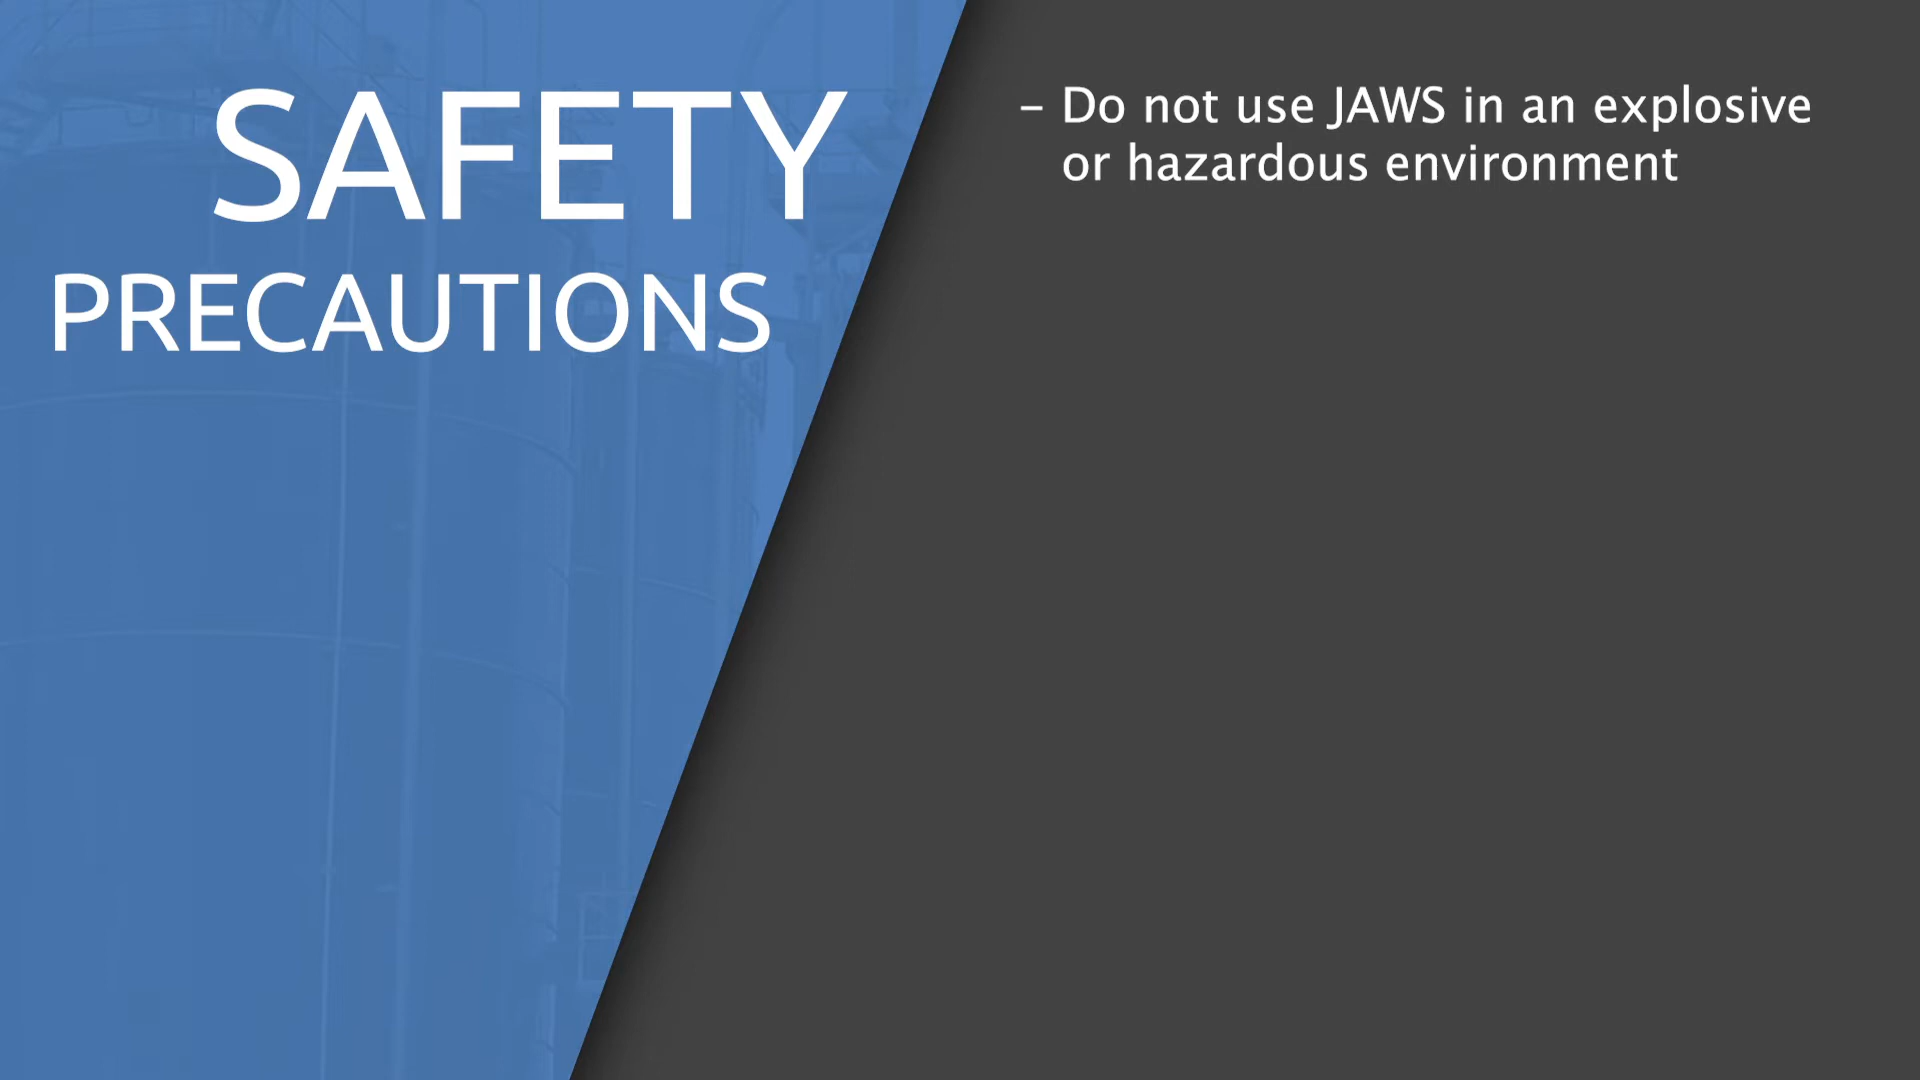 SAFETY
PRECAUTIONS
– Do not use JAWS in an explosive
or hazardous environment